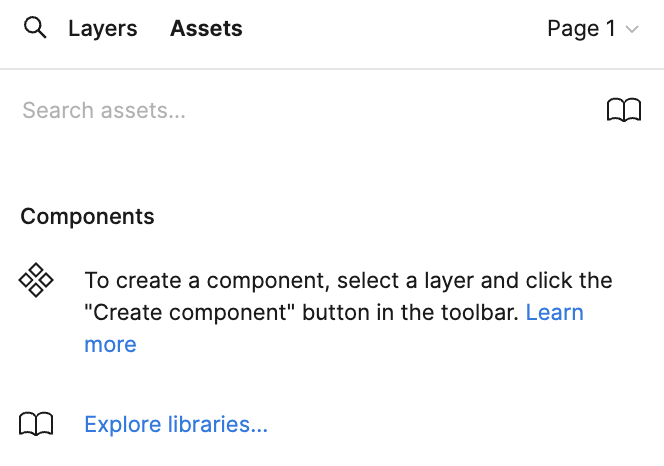 Layers Assets Page 1
Search assets...
Components
To create a component, select a layer and click the
"Create component" button in the toolbar. Learn
more
Explore libraries...